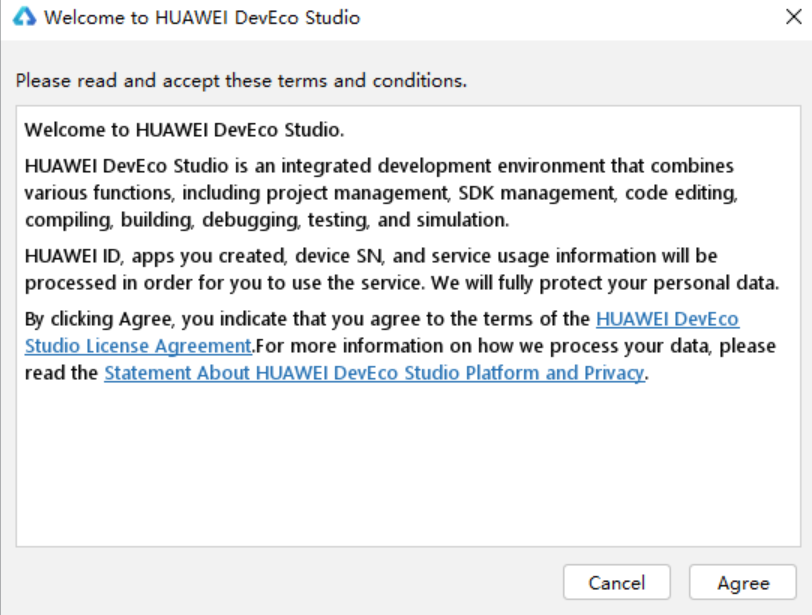 Welcome to HUAWEI DevEco Studio
Please read and accept these terms and conditions.
Welcome to HUAWEI DevEco Studio.
HUAWEI DevEco Studio is an integrated development environment that combines
various functions, including project management, SDK management, code editing,
compiling, building, debugging, testing, and simulation.
HUAWEI ID, apps you created, device SN, and service usage information will be
processed in order for you to use the service. We will fully protect your personal data.
By clicking Agree, you indicate that you agree to the terms of the HUAWEI DevEco
Studio License Agreement.For more information on how we process your data, please
read the Statement About HUAWEI DevEco Studio Platform and Privacy.
Cancel Agree